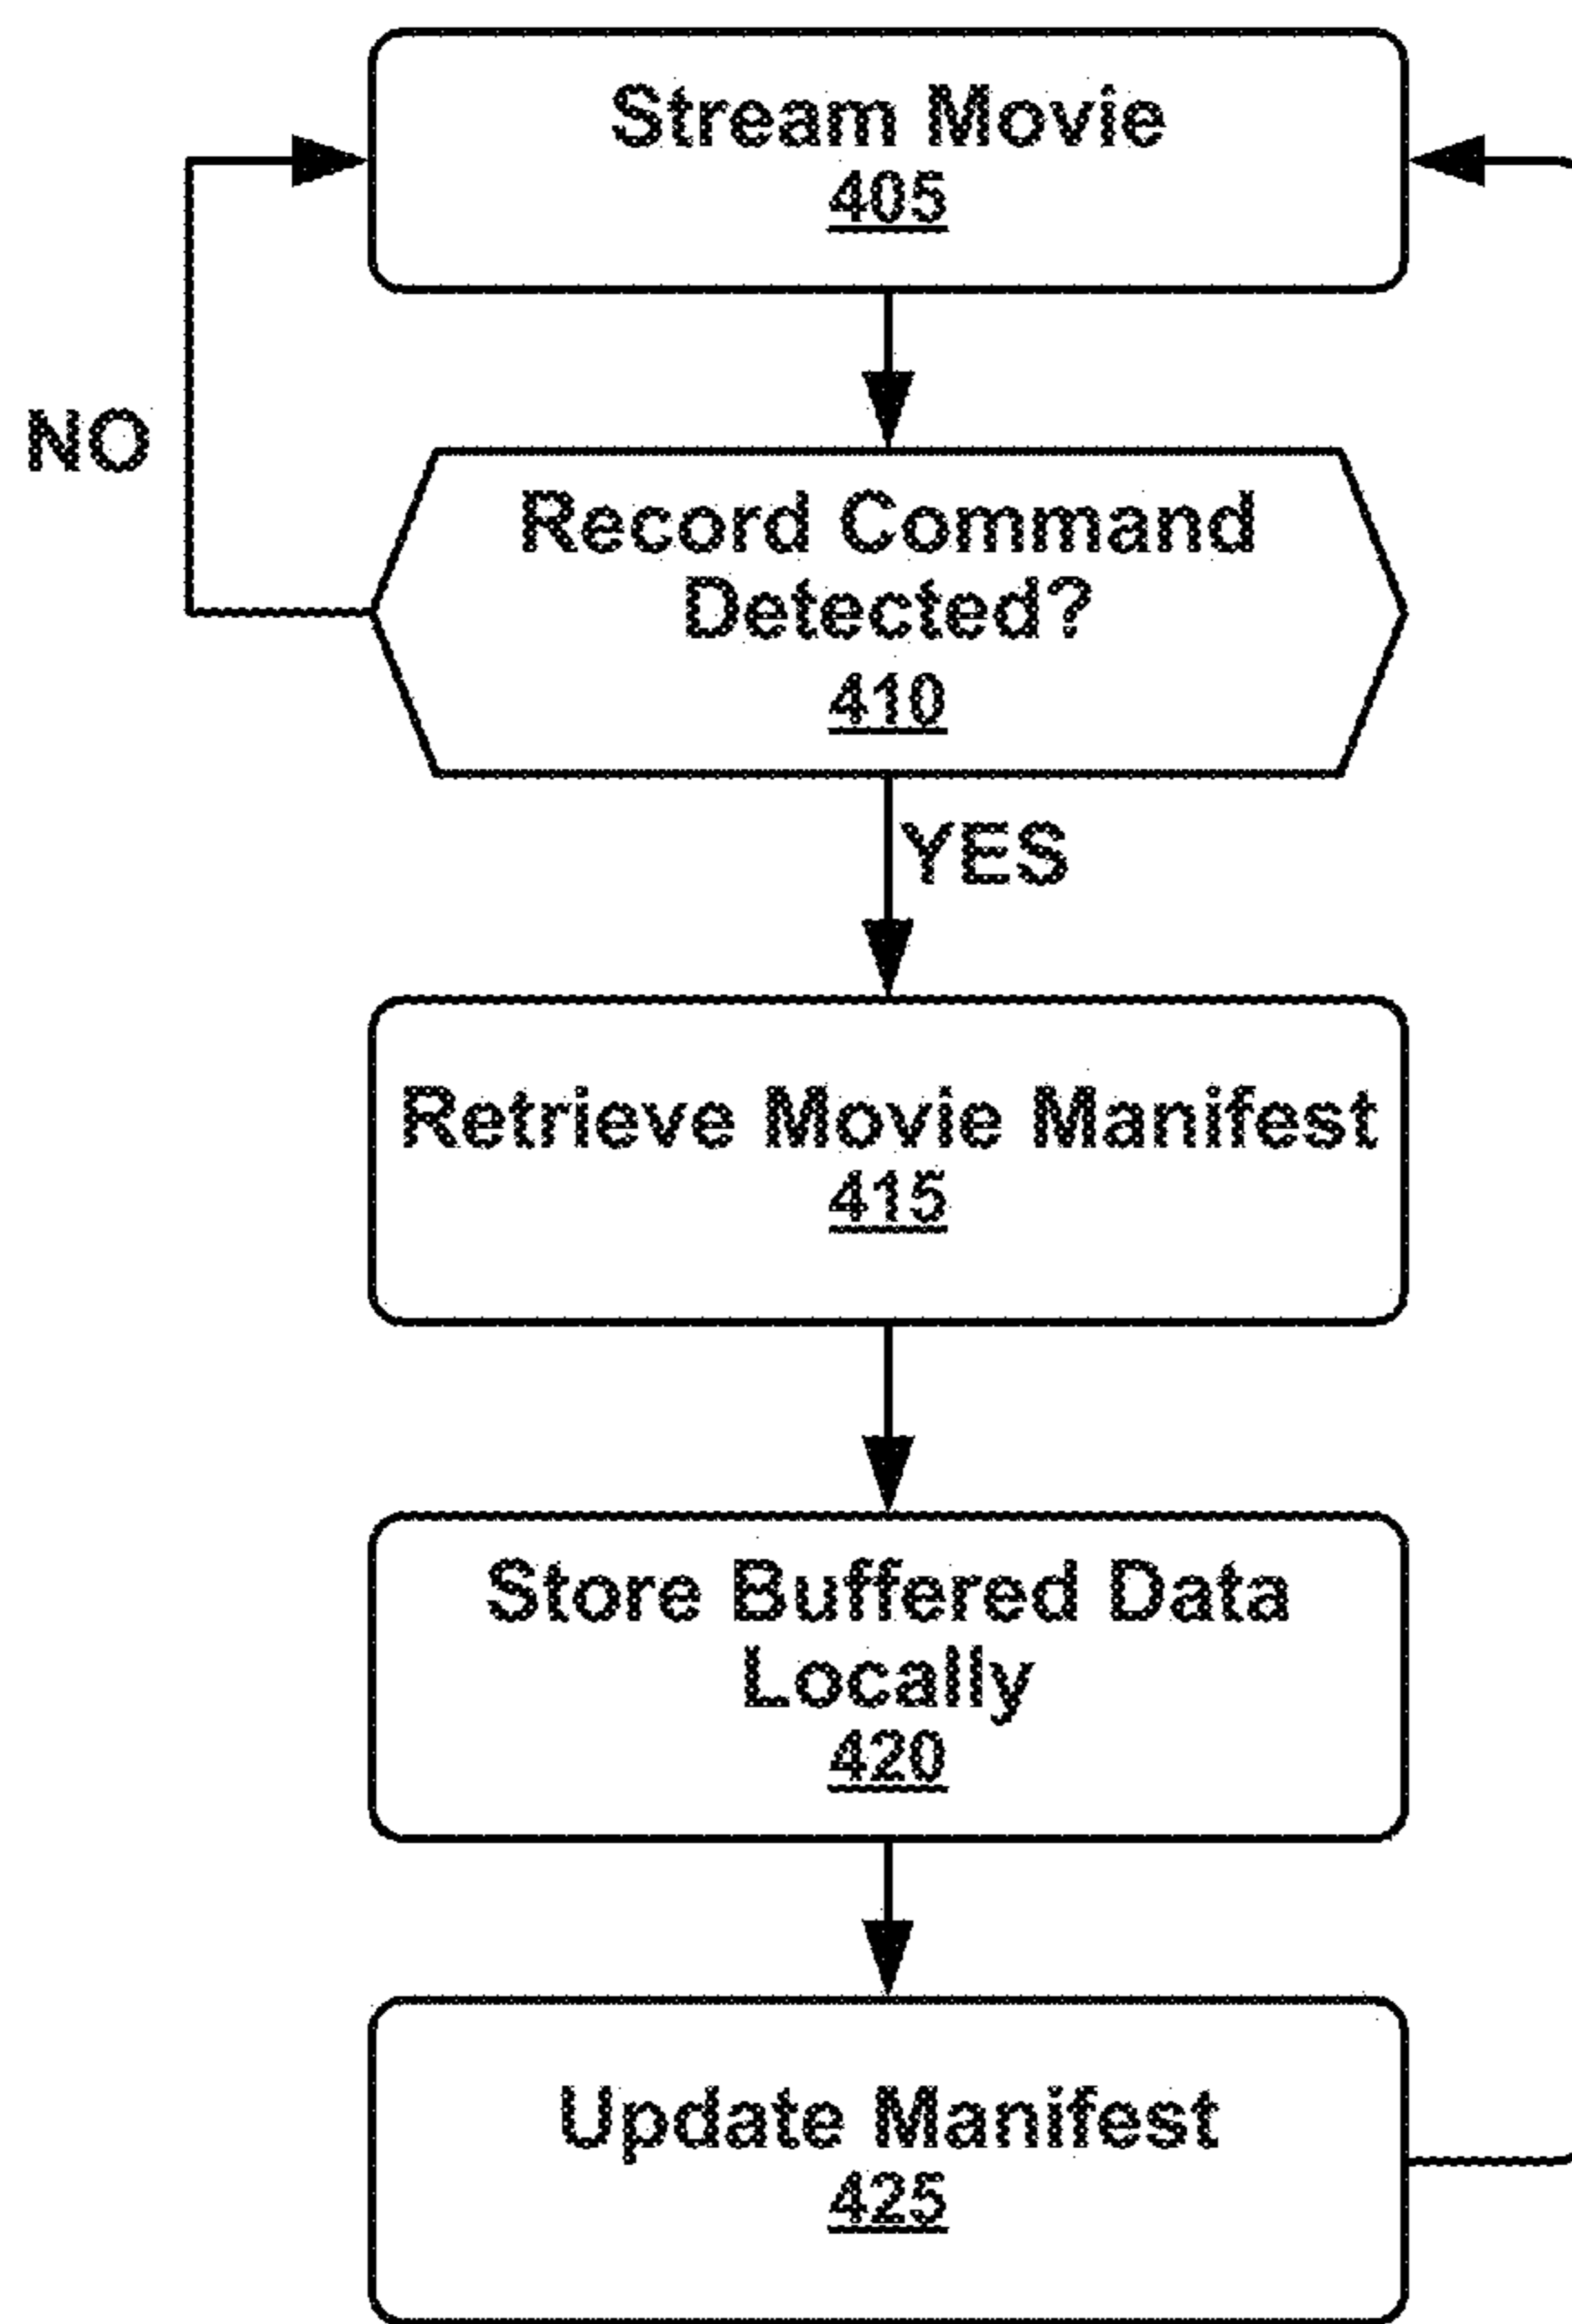 Stream Movie
405
NO
Record Command
Detected?
410
YES
Retrieve Movie Manifest
415
Store Buffered Data
Locally
420
Update Manifest
425